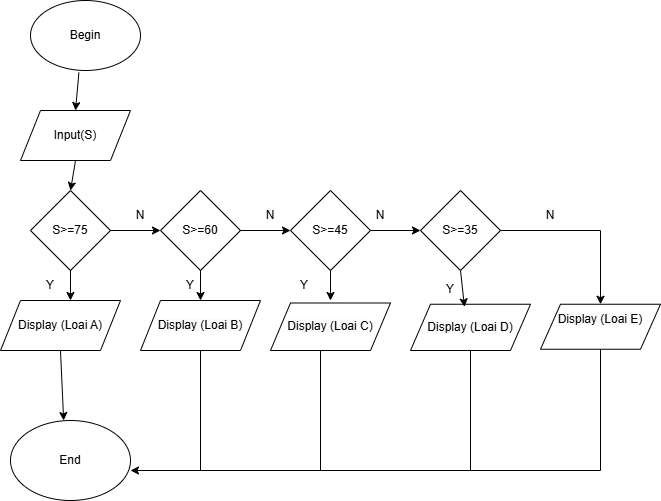 Begin
Input(S)
S>=75
N
S>=60
N
S>=45
N
S>=35
N
Y
Y
Y
Y
Display (Loai A)
Display (Loai B)
Display (Loai C)
Display (Loai D)
Display (Loai E)
End